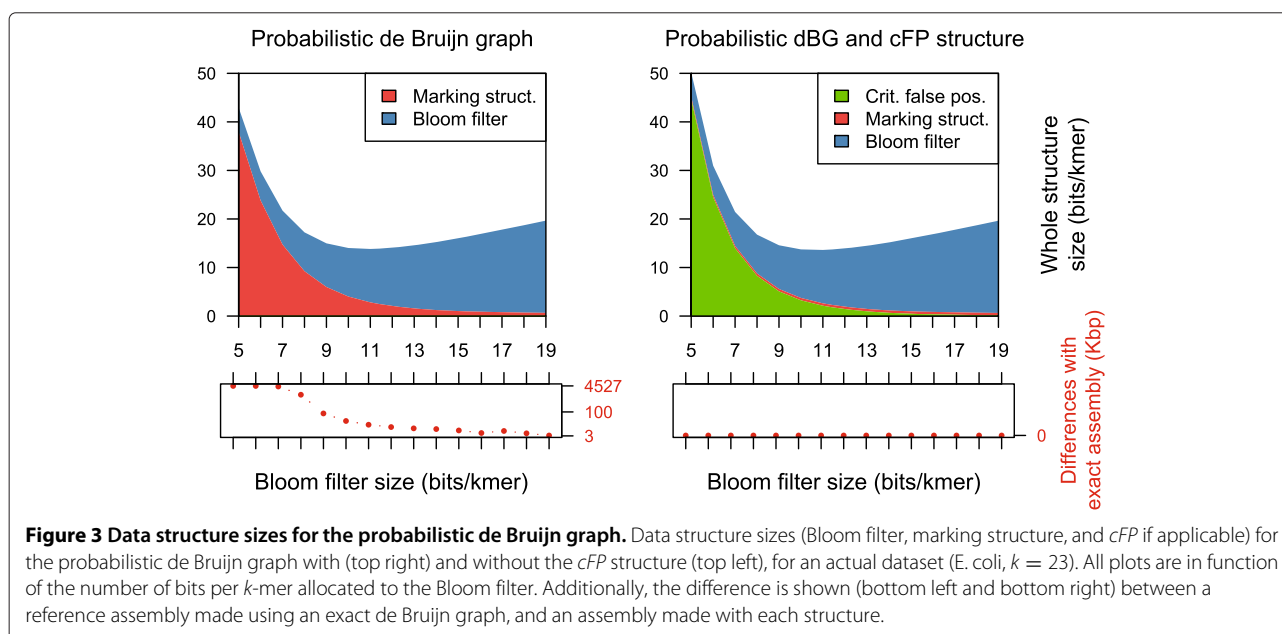 Probabilistic de Bruijn graph
50
40
30
20
10
0
Marking struct.
Bloom filter
5 7 9 11 13 15 17 19
4527
100
3
Bloom filter size (bits/kmer)
Probabilistic dBG and cFP structure
50
40
30
20
10
0
Crit. false pos.
Marking struct.
Bloom filter
5 7 9 11 13 15 17 19
0
Bloom filter size (bits/kmer)
Whole structure
size (bits/kmer)
Differences with
exact assembly (Kbp)
Figure 3 Data structure sizes for the probabilistic de Bruijn graph. Data structure sizes (Bloom filter, marking structure, and cFP if applicable) for
the probabilistic de Bruijn graph with (top right) and without the cFP structure (top left), for an actual dataset (E. coli, k = 23). All plots are in function
of the number of bits per k-mer allocated to the Bloom filter. Additionally, the difference is shown (bottom left and bottom right) between a
reference assembly made using an exact de Bruijn graph, and an assembly made with each structure.